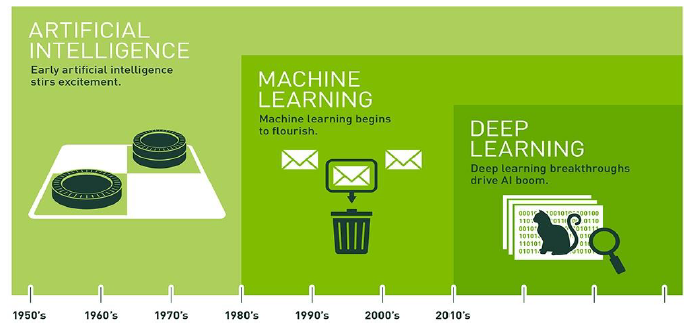 ARTIFICIAL
INTELLIGENCE
Early artificial intelligence
stirs excitement.
MACHINE
LEARNING
Machine learning begins
to flourish.
DEEP
LEARNING
Deep learning breakthroughs
drive AI boom.
1950's 1960's 1970's 1980's 1990's 2000's 2010's